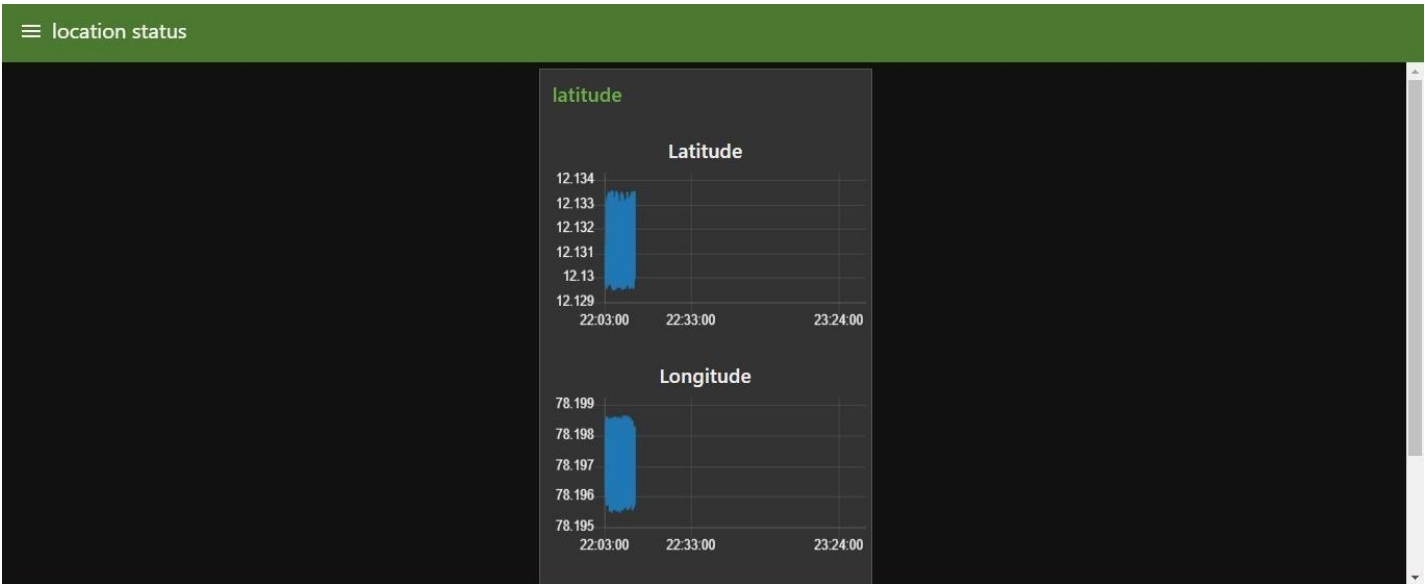 location status
latitude
Latitude
12.134
12.133
12.132
12.131
12.13
12.129
22:03:00 22:33:00 23:24:00
Longitude
78.199
78.198
78.197
78.196
78.195
22:03:00 22:33:00 23:24:00